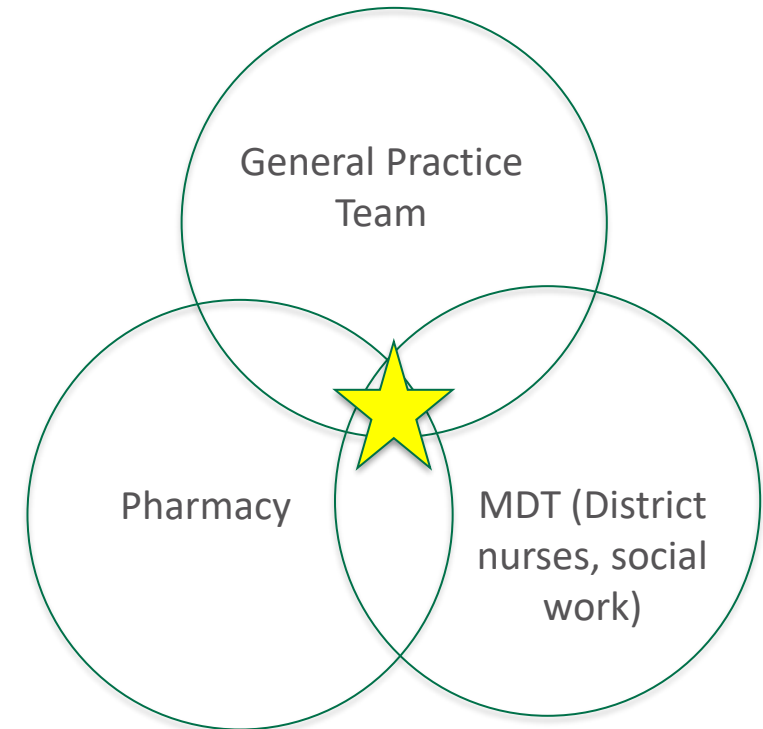 General Practice
Team
Pharmacy
MDT (District
nurses, social
work)